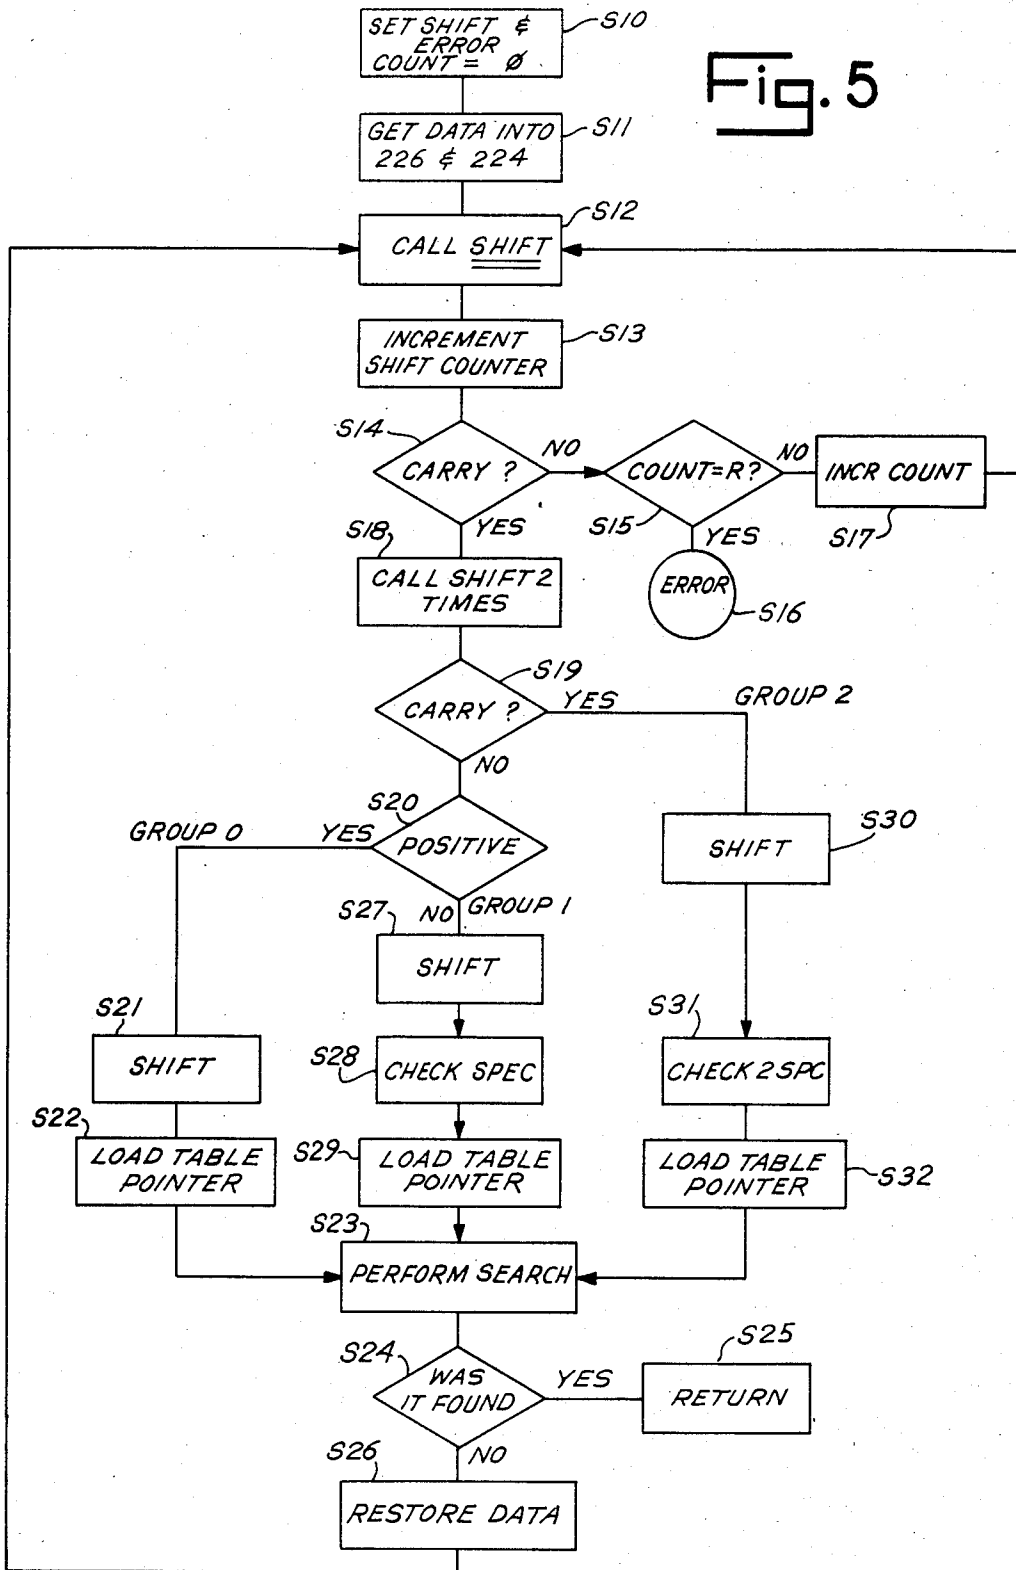 SET SHIFT &
ERROR
COUNT = Ø
S10
Fig. 5
GET DATA INTO
226 & 224
S11
S12
CALL SHIFT
INCREMENT
SHIFT COUNTER
S13
S14
CARRY ?
NO
COUNT=R?
NO
INCR COUNT
S15
YES
S17
YES
S18
CALL SHIFT 2
TIMES
ERROR
S16
S19
CARRY ?
YES
GROUP 2
NO
S20
GROUP 0
YES
POSITIVE
S30
SHIFT
S27
NO
GROUP 1
SHIFT
S21
SHIFT
S28
CHECK SPEC
S31
CHECK 2 SPC
S22
LOAD TABLE
POINTER
S29
LOAD TABLE
POINTER
LOAD TABLE
POINTER
S32
S23
PERFORM SEARCH
S24
WAS
IT FOUND
YES
S25
RETURN
S26
NO
RESTORE DATA